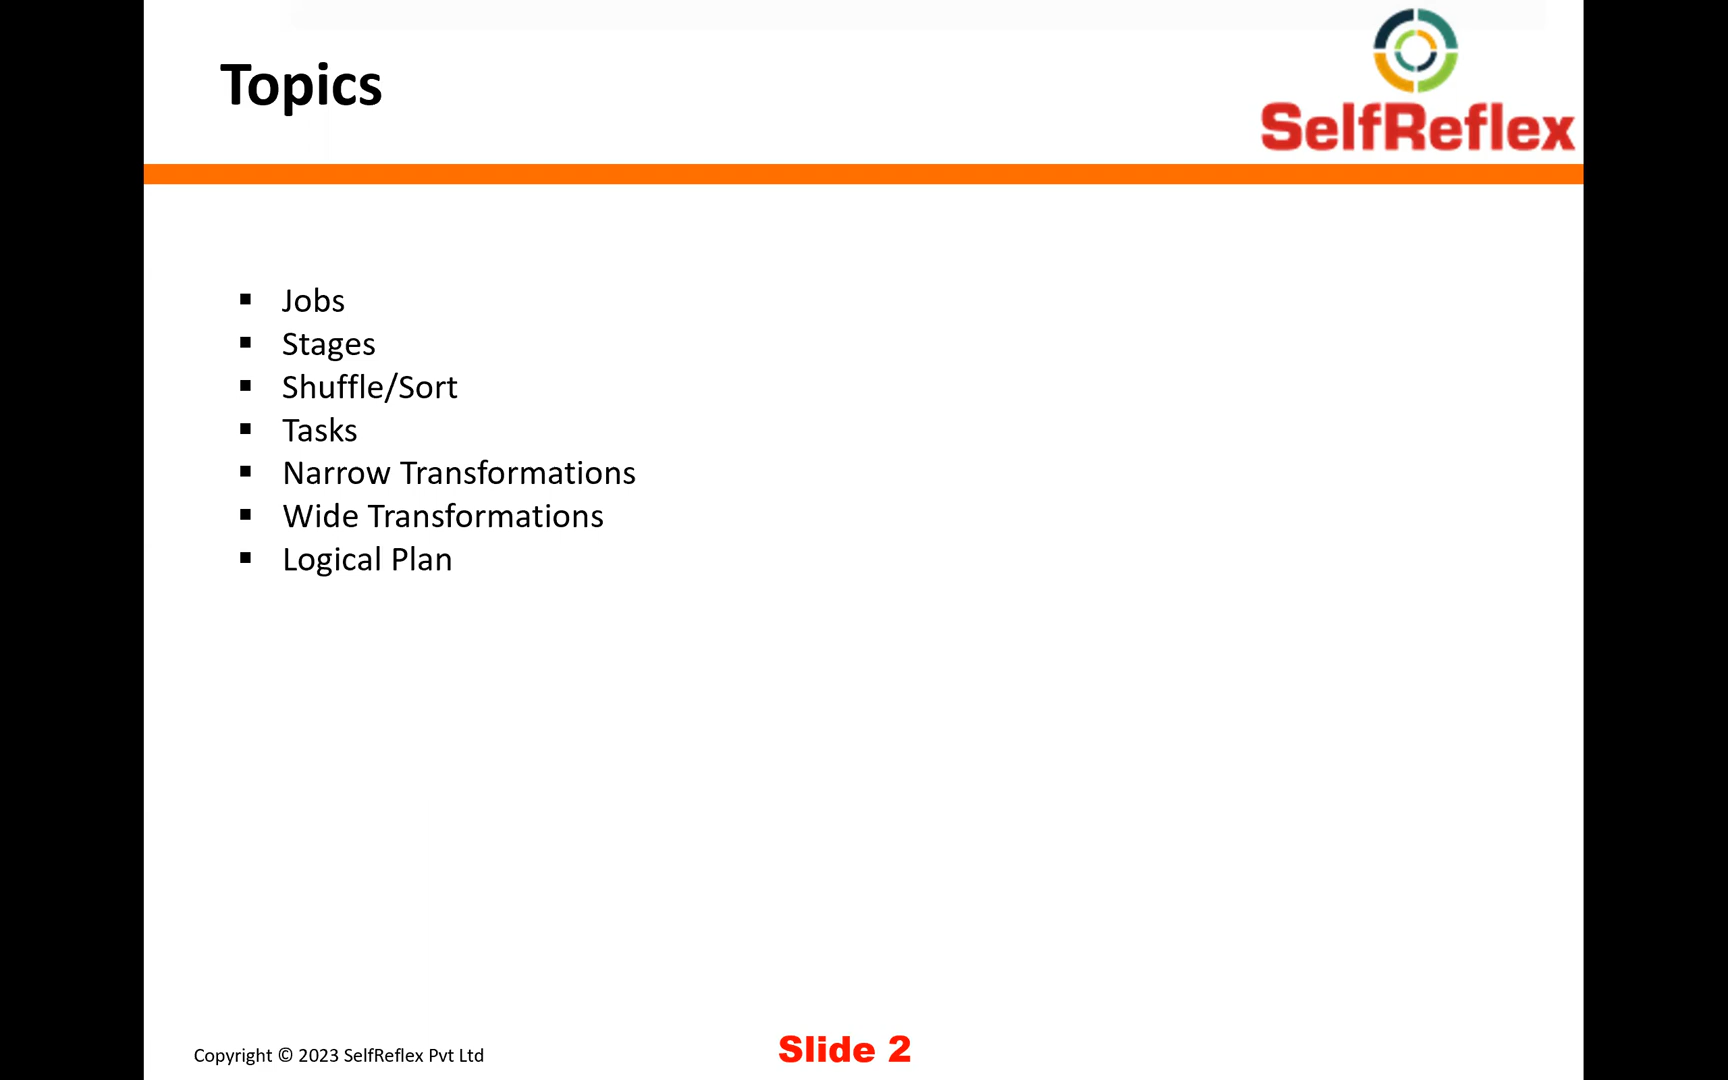 Topics
SelfReflex
▪ Jobs
▪ Stages
▪ Shuffle/Sort
▪ Tasks
▪ Narrow Transformations
▪ Wide Transformations
▪ Logical Plan
Copyright © 2023 SelfReflex Pvt Ltd
Slide 2